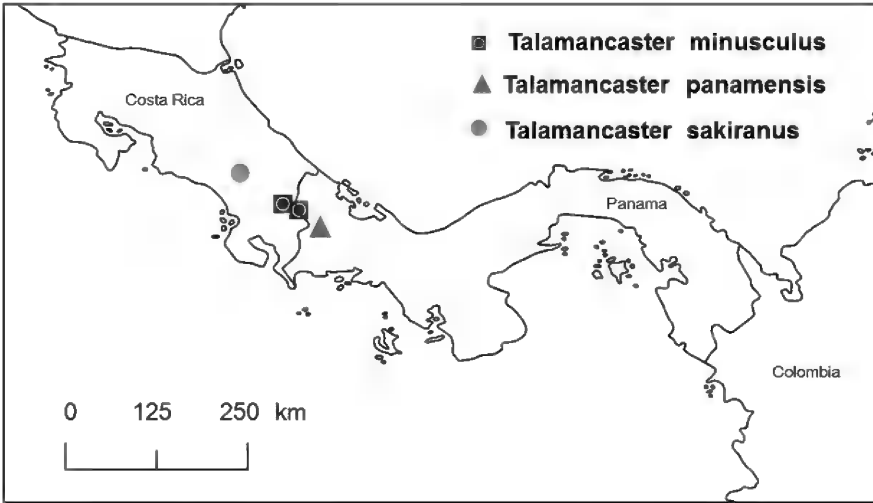 Talamancaster minusculus
Talamancaster panamensis
Talamancaster sakiranus
Costa Rica
Panama
Colombia
0 125 250 km